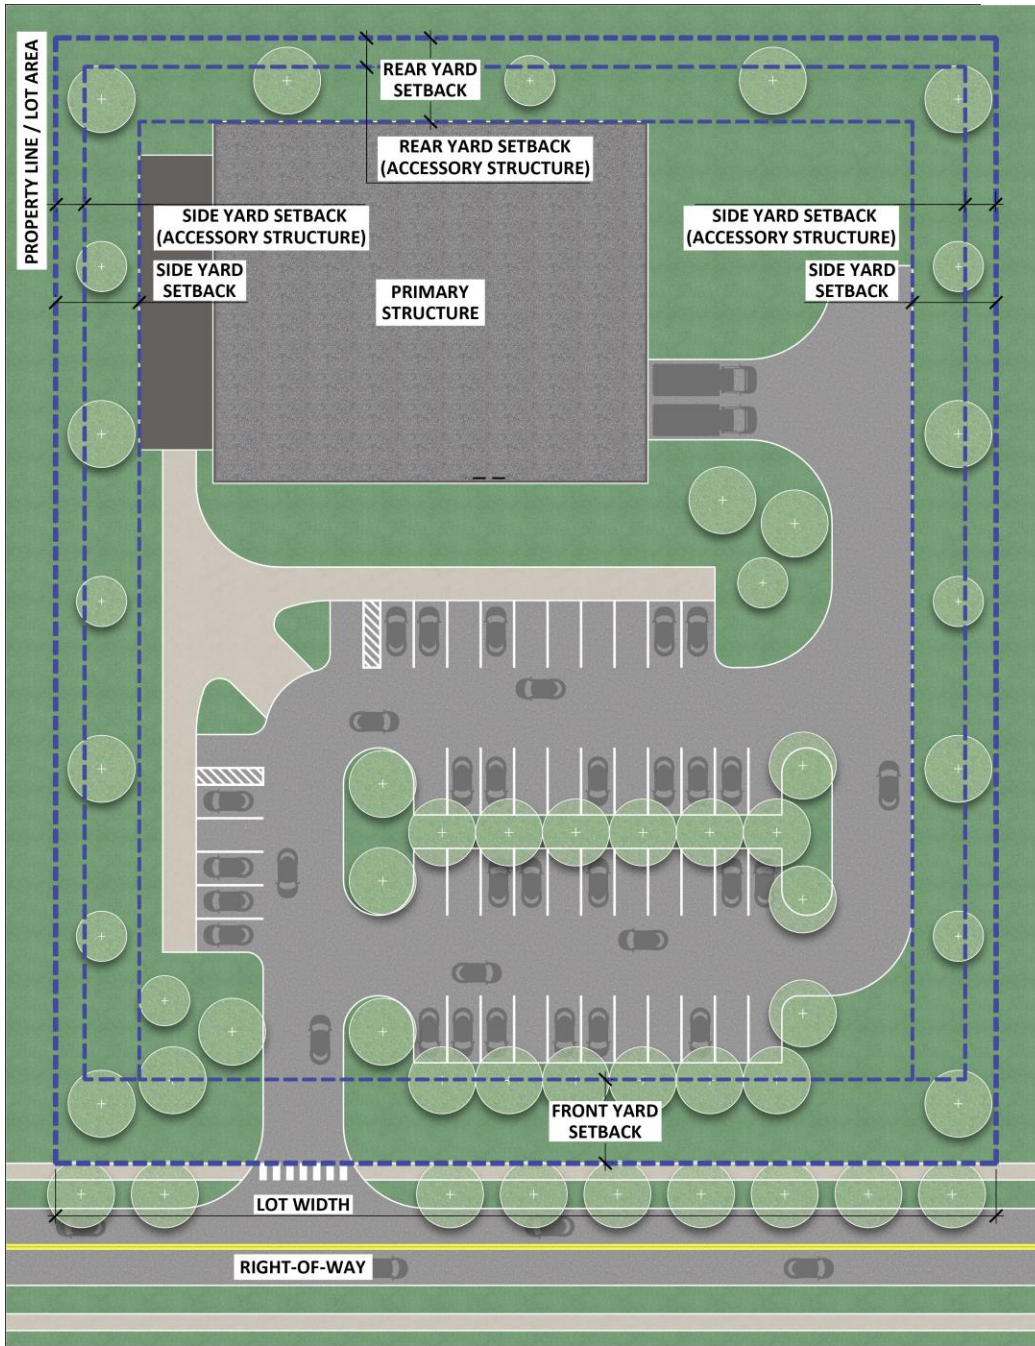 PROPERTY LINE / LOT AREA
REAR YARD
SETBACK
REAR YARD SETBACK
(ACCESSORY STRUCTURE)
SIDE YARD SETBACK
(ACCESSORY STRUCTURE)
SIDE YARD SETBACK
(ACCESSORY STRUCTURE)
SIDE YARD
SETBACK
PRIMARY
STRUCTURE
SIDE YARD
SETBACK
FRONT YARD
SETBACK
LOT WIDTH
RIGHT-OF-WAY